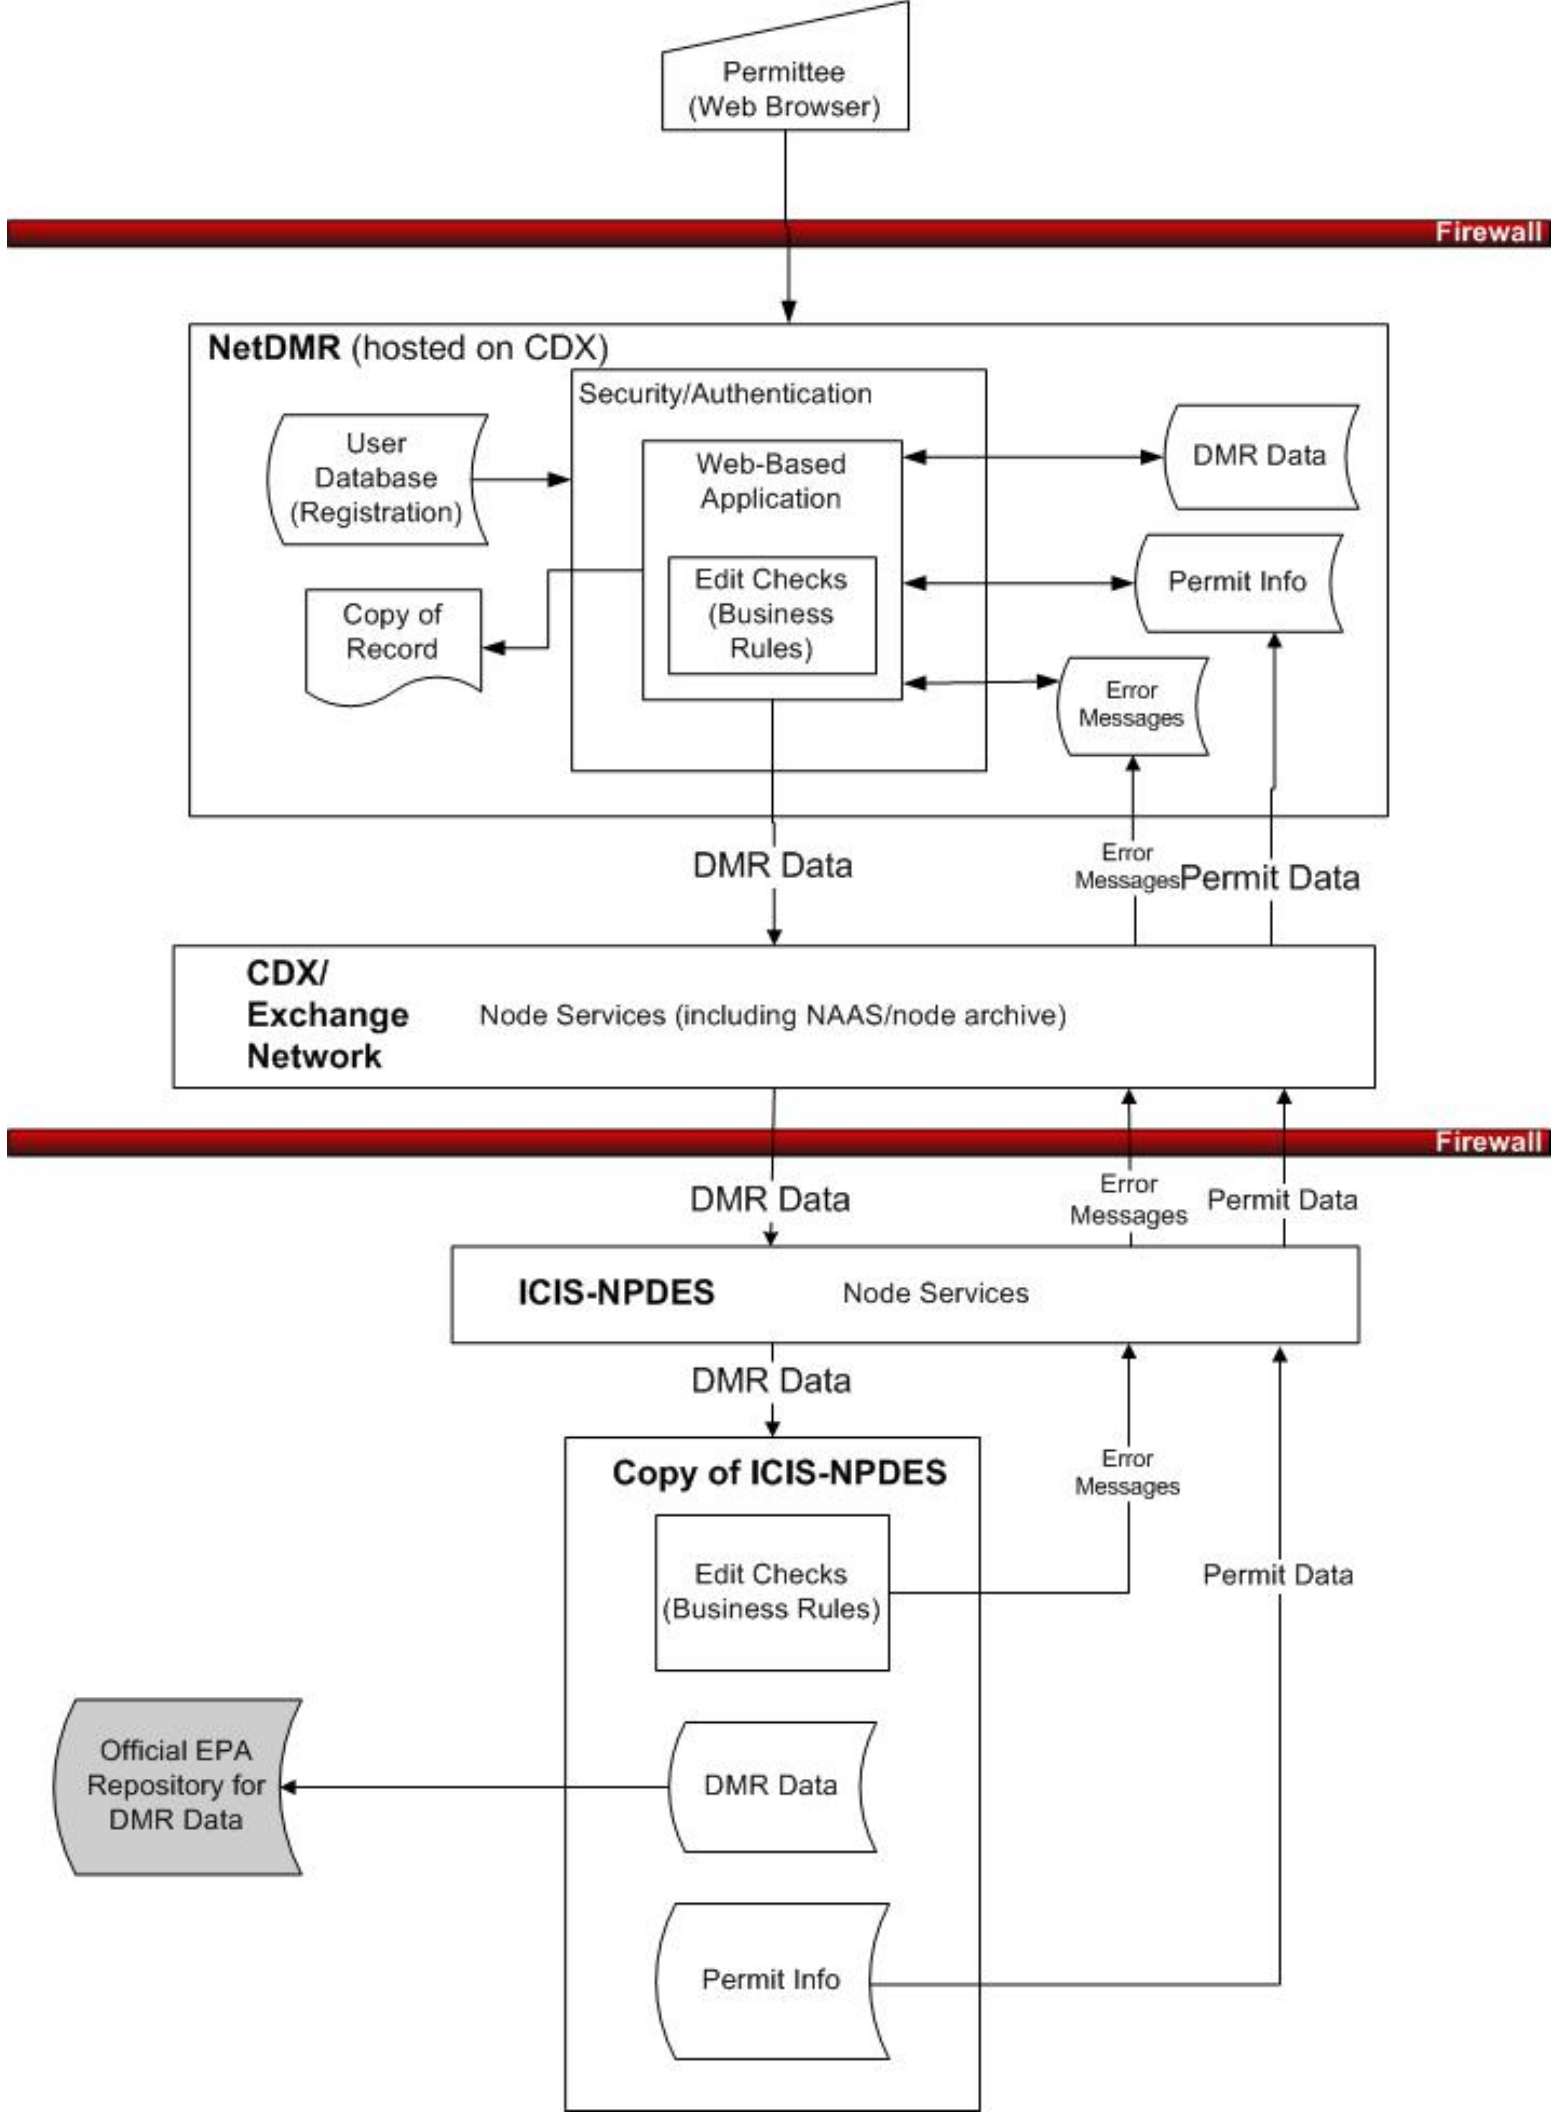 Permittee
(Web Browser)
Firewall
NetDMR (hosted on CDX)
Security/Authentication
User
Database
(Registration)
Web-Based
Application
DMR Data
Edit Checks
(Business
Rules)
Permit Info
Copy of
Record
Error
Messages
DMR Data
Error
Messages
Permit Data
CDX/
Exchange
Network
Node Services (including NAAS/node archive)
Firewall
DMR Data
Error
Messages
Permit Data
ICIS-NPDES
Node Services
DMR Data
Copy of ICIS-NPDES
Error
Messages
Edit Checks
(Business Rules)
Permit Data
Official EPA
Repository for
DMR Data
DMR Data
Permit Info